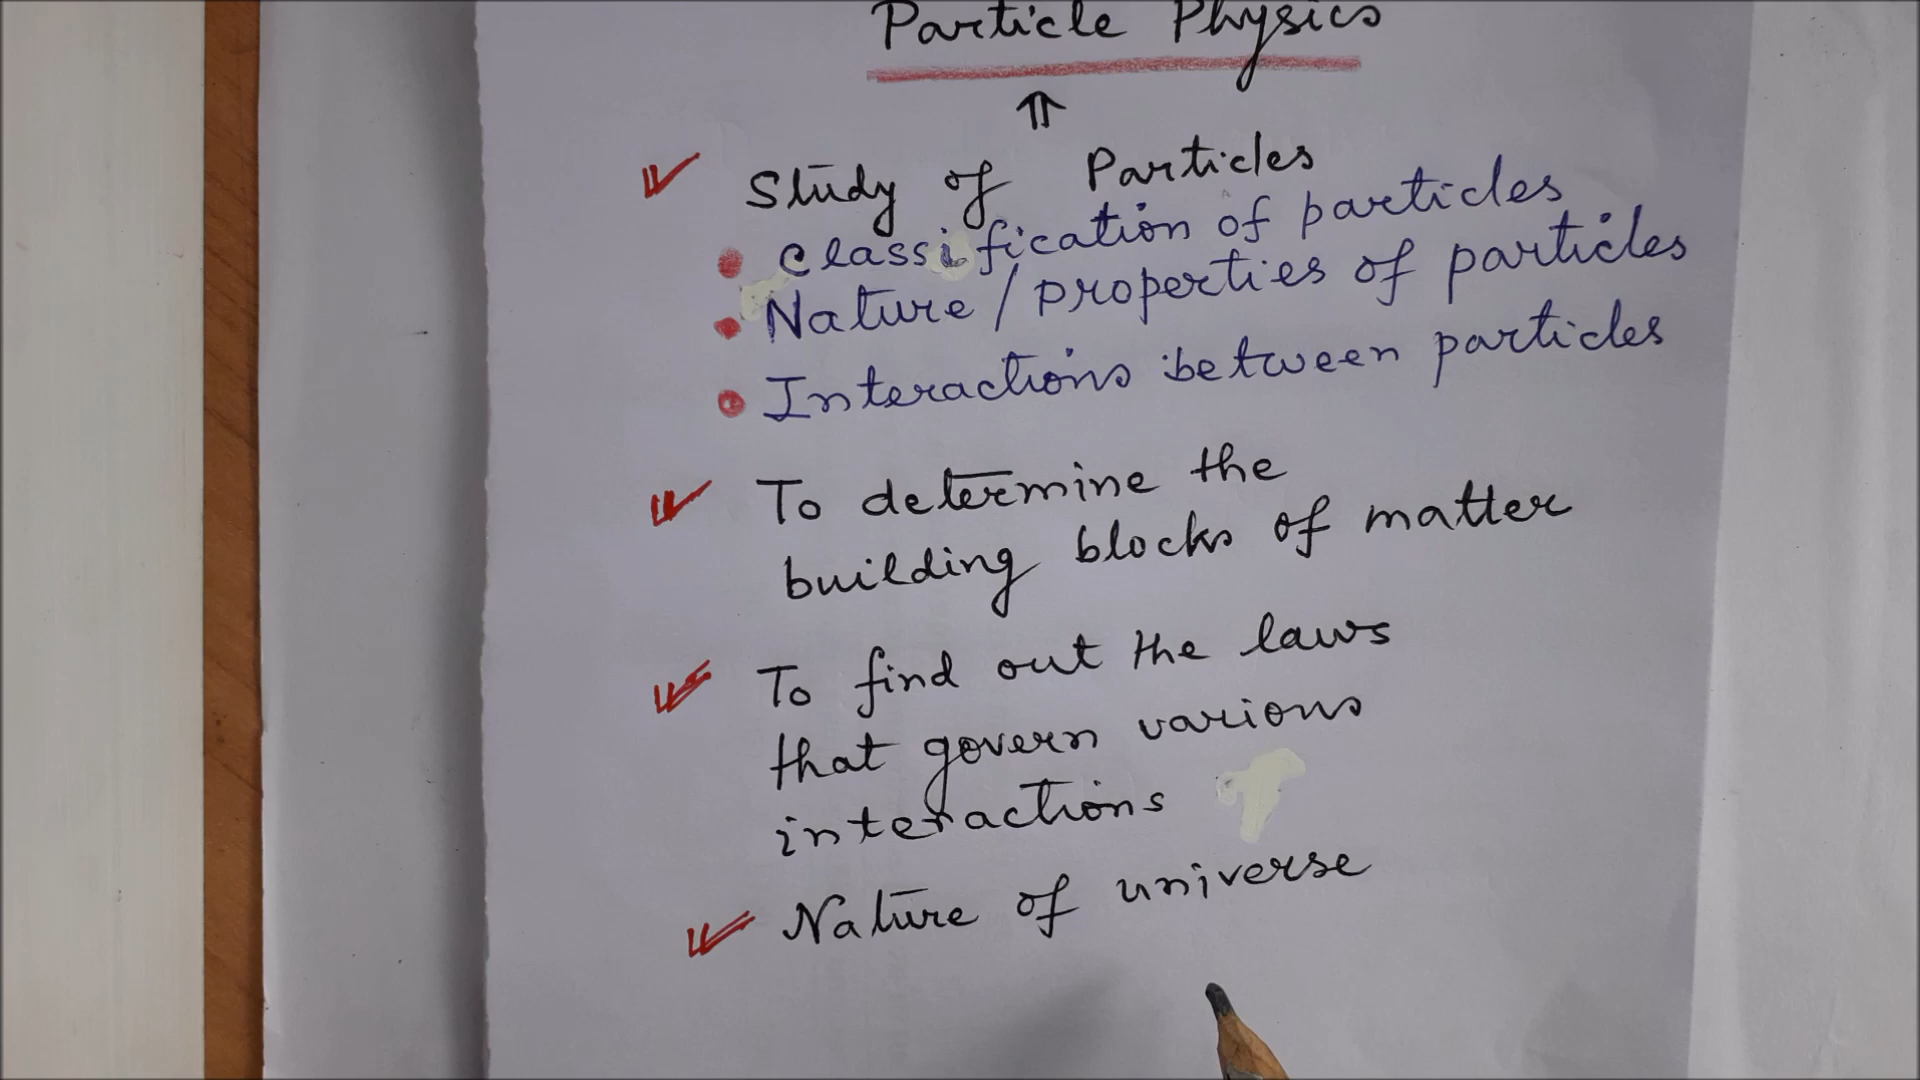 Particle Physics
⇑
Study of Particles
• Classification of particles
• Nature / properties of particles
• Interactions between particles
To determine the
building blocks of matter
To find out the laws
that govern various
interactions
Nature of universe